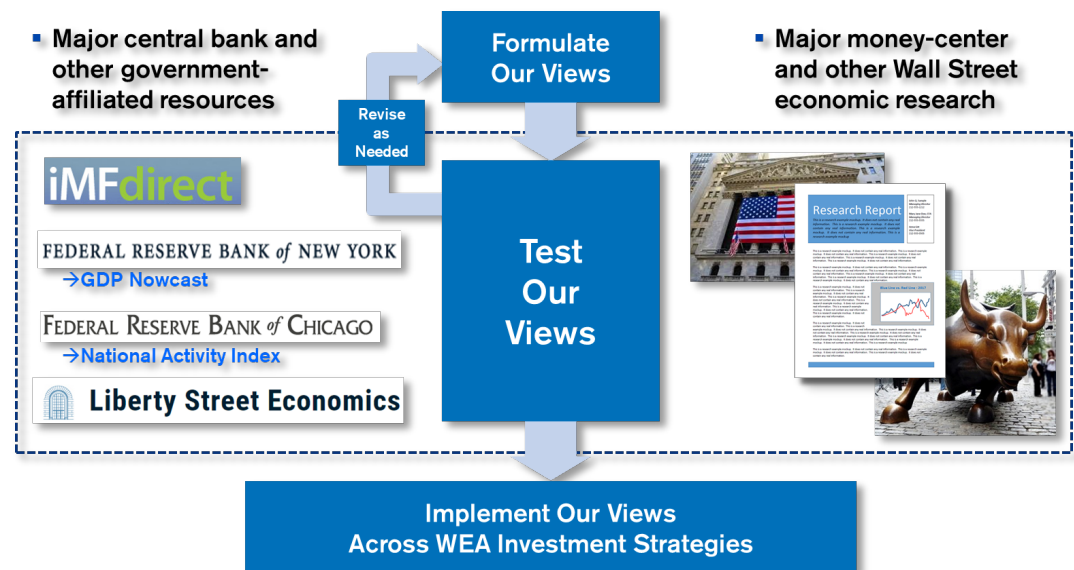 ▪ Major central bank and
other government-
affiliated resources
Formulate
Our Views
▪ Major money-center
and other Wall Street
economic research
Revise
as
Needed
iMFdirect
FEDERAL RESERVE BANK of NEW YORK
→GDP Nowcast
FEDERAL RESERVE BANK of CHICAGO
→National Activity Index
Liberty Street Economics
Test
Our
Views
Research Report
Implement Our Views
Across WEA Investment Strategies